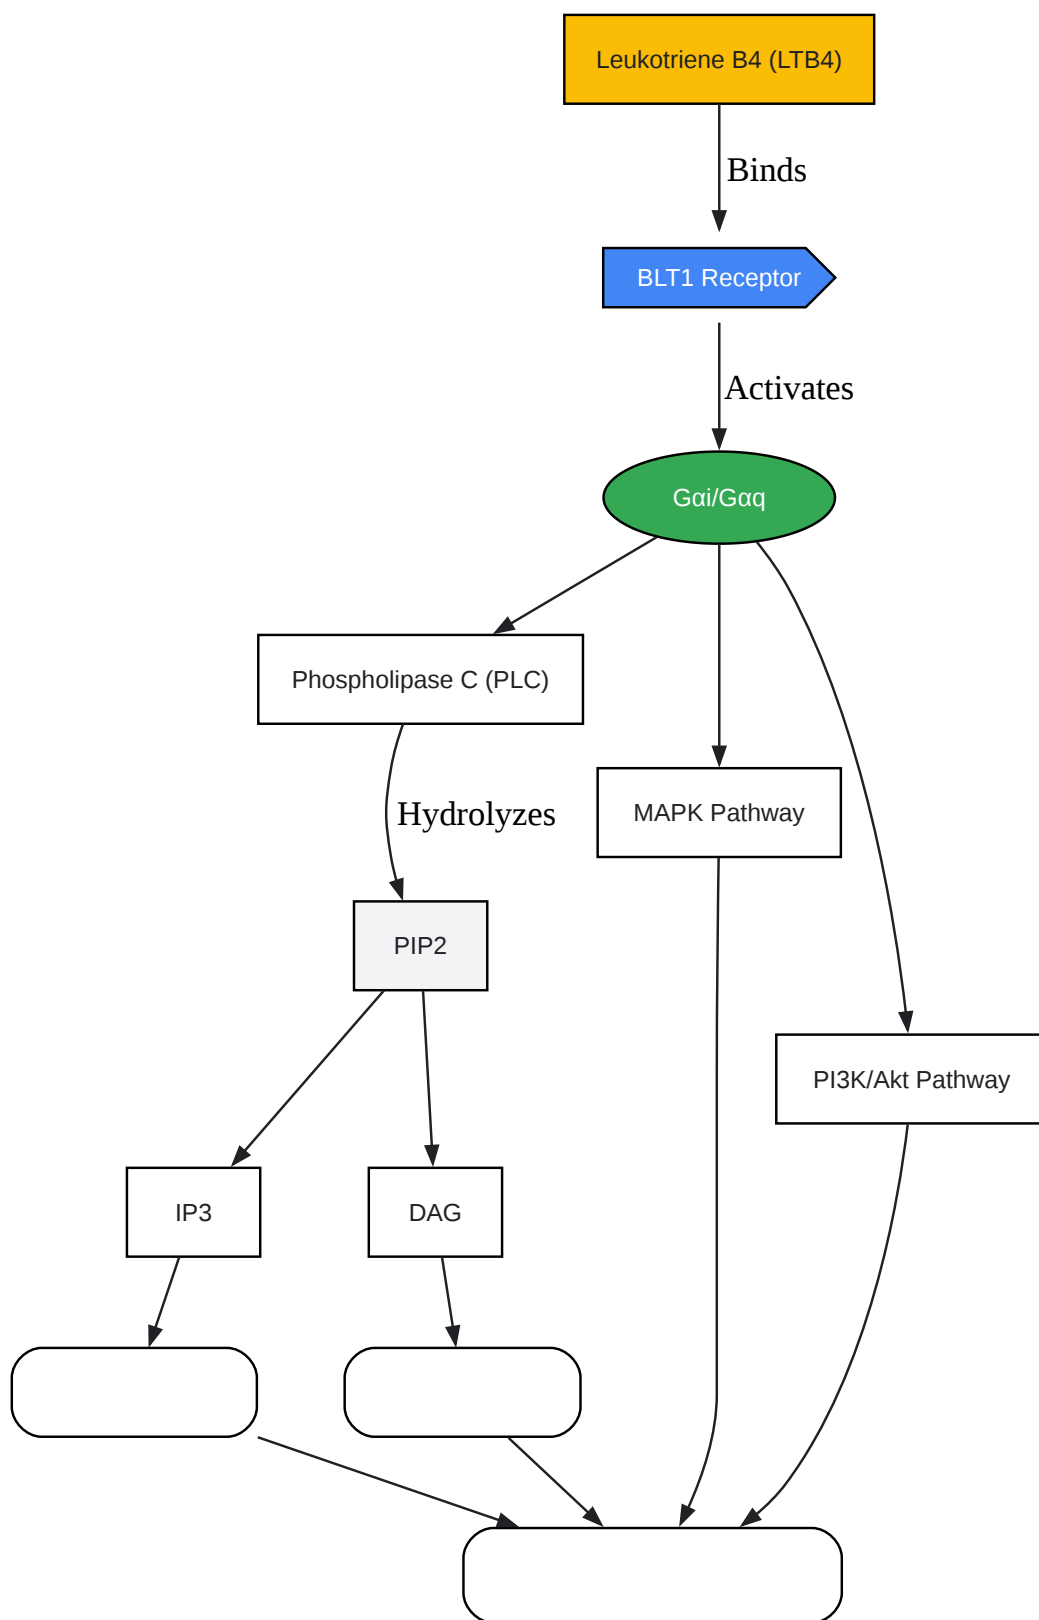 Leukotriene B4 (LTB4)
Binds
BLT1 Receptor
Activates
Gαi/Gαq
Phospholipase C (PLC)
MAPK Pathway
Hydrolyzes
PIP2
PI3K/Akt Pathway
IP3
DAG